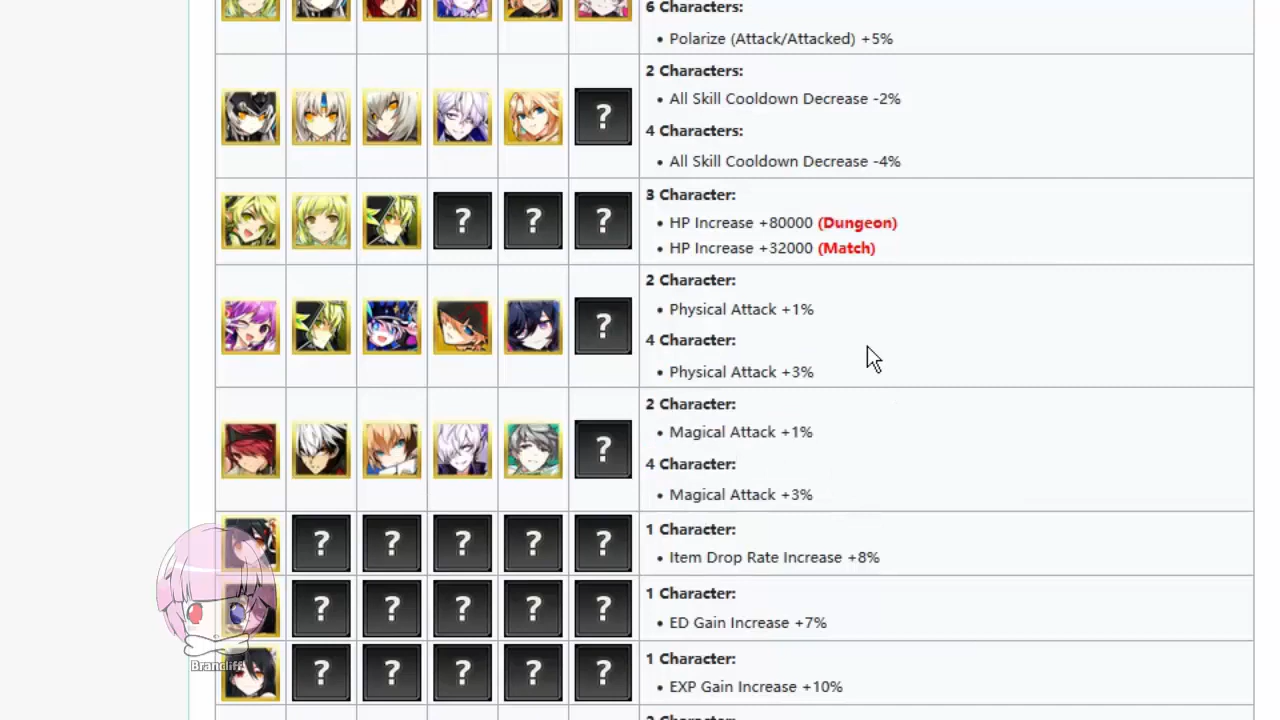 6 Characters:
• Polarize (Attack/Attacked) +5%
2 Characters:
• All Skill Cooldown Decrease -2%
4 Characters:
• All Skill Cooldown Decrease -4%
? 
3 Character:
• HP Increase +80000 (Dungeon)
• HP Increase +32000 (Match)
? ? ?
2 Character:
• Physical Attack +1%
4 Character:
• Physical Attack +3%
?
2 Character:
• Magical Attack +1%
4 Character:
• Magical Attack +3%
?
1 Character:
• Item Drop Rate Increase +8%
? ? ? ? ?
1 Character:
• ED Gain Increase +7%
? ? ? ? ?
1 Character:
• EXP Gain Increase +10%
? ? ? ? ?
Brancliff